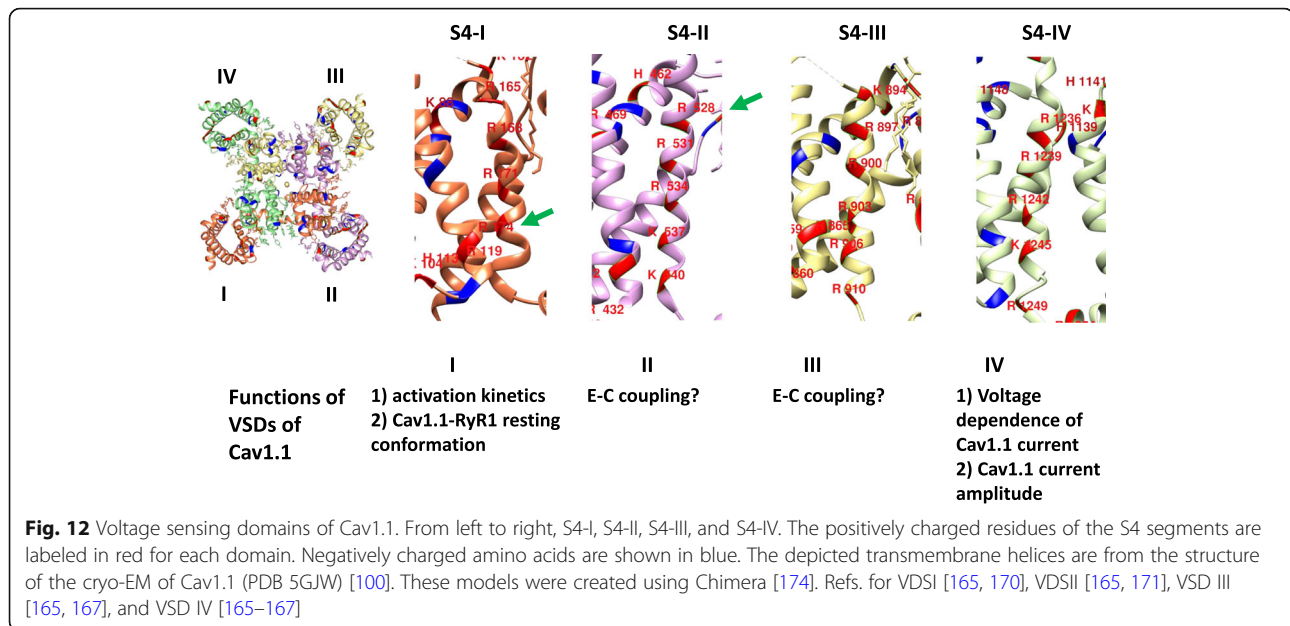 S4-I
S4-II
S4-III
S4-IV
IV
III
I
II
R 165
R 168
R 119
H 462
R 531
R 534
K 537
R 432
K 894
R 897
R 900
R 903
R 906
R 910
H 1141
R 1236
1139
R 1239
R 1242
K 1245
R 1249
I
II
III
IV
Functions of
VSDs of
Cav1.1
1) activation kinetics
2) Cav1.1-RyR1 resting
conformation
E-C coupling?
E-C coupling?
1) Voltage
dependence of
Cav1.1 current
2) Cav1.1 current
amplitude
Fig. 12 Voltage sensing domains of Cav1.1. From left to right, S4-I, S4-II, S4-III, and S4-IV. The positively charged residues of the S4 segments are
labeled in red for each domain. Negatively charged amino acids are shown in blue. The depicted transmembrane helices are from the structure
of the cryo-EM of Cav1.1 (PDB 5GJW) [100]. These models were created using Chimera [174]. Refs. for VDSI [165, 170], VDSII [165, 171], VSD III
[165, 167], and VSD IV [165–167]